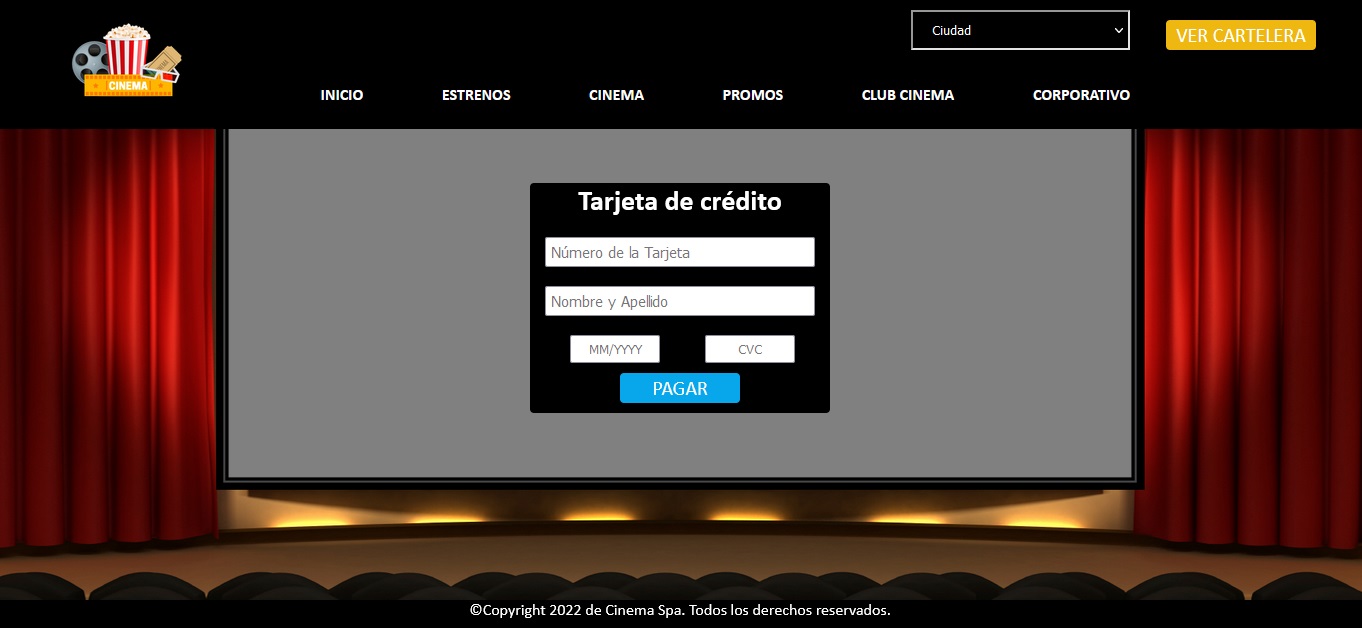 Ciudad
VER CARTELERA
CINEMA
INICIO ESTRENOS CINEMA PROMOS CLUB CINEMA CORPORATIVO
Tarjeta de crédito
Número de la Tarjeta
Nombre y Apellido
MM/YYYY CVC
PAGAR
©Copyright 2022 de Cinema Spa. Todos los derechos reservados.